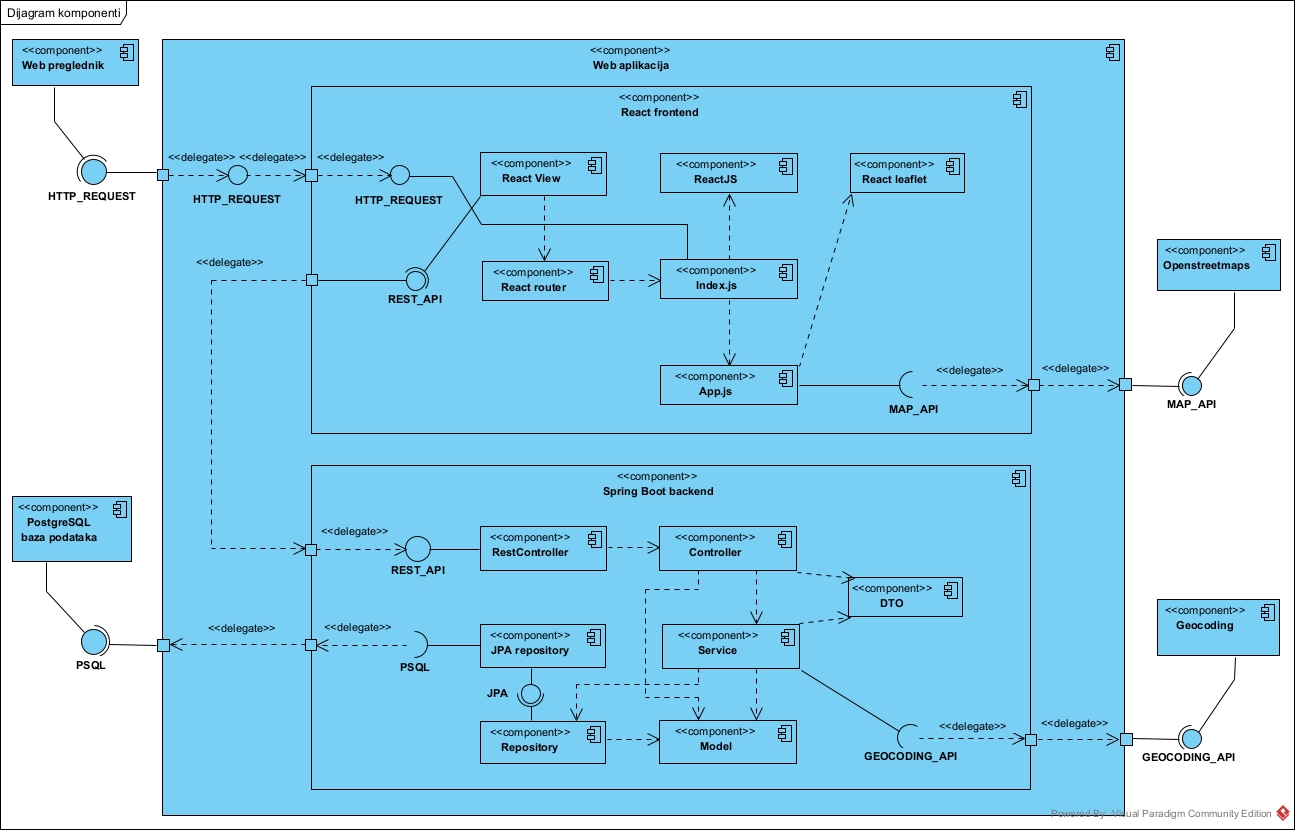 Dijagram komponenti
<<component>>
Web preglednik
<<component>>
Web aplikacija
<<component>>
React frontend
HTTP_REQUEST
<<delegate>>
<<delegate>>
HTTP_REQUEST
<<delegate>>
HTTP_REQUEST
<<component>>
React View
<<component>>
ReactJS
<<component>>
React leaflet
<<delegate>>
REST_API
<<component>>
React router
<<component>>
Index.js
<<component>>
Openstreetmaps
<<component>>
App.js
MAP_API
<<delegate>>
<<delegate>>
MAP_API
<<component>>
Spring Boot backend
<<component>>
PostgreSQL
baza podataka
<<delegate>>
REST_API
<<component>>
RestController
<<component>>
Controller
<<component>>
DTO
<<component>>
Geocoding
PSQL
<<delegate>>
<<delegate>>
PSQL
<<component>>
JPA repository
<<component>>
Service
JPA
<<component>>
Repository
<<component>>
Model
GEOCODING_API
<<delegate>>
<<delegate>>
GEOCODING_API
Powered By Visual Paradigm Community Edition